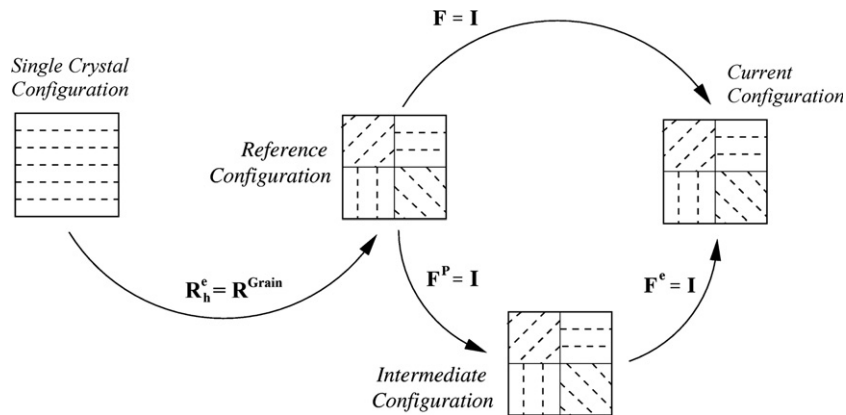 F = I
Single Crystal
Configuration
Current
Configuration
Reference
Configuration
R_h^e = R^Grain
F^P = I
F^e = I
Intermediate
Configuration